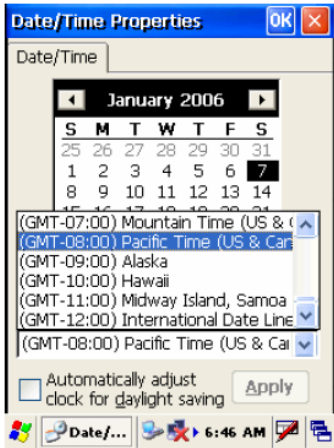 Date/Time Properties OK
Date/Time
January 2006
S M T W T F S
25 26 27 28 29 30 31
1 2 3 4 5 6 7
8 9 10 11 12 13 14
(GMT-07:00) Mountain Time (US & C
(GMT-08:00) Pacific Time (US & Can
(GMT-09:00) Alaska
(GMT-10:00) Hawaii
(GMT-11:00) Midway Island, Samoa
(GMT-12:00) International Date Line
(GMT-08:00) Pacific Time (US & Cai
Automatically adjust
clock for daylight saving
Apply
Date/... 6:46 AM